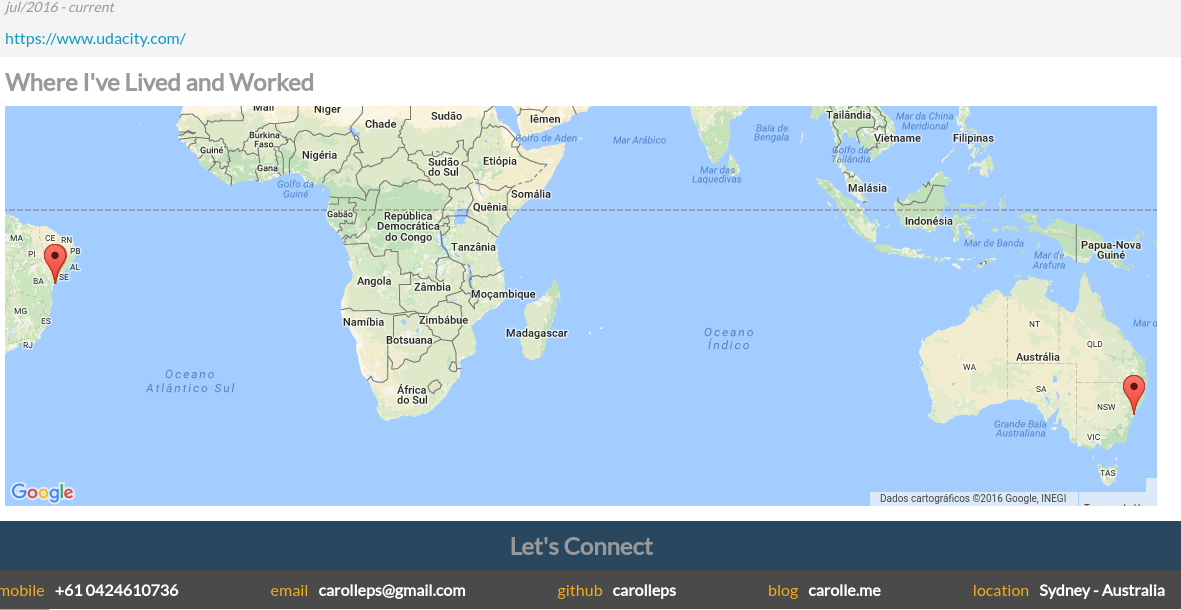 jul/2016 - current
https://www.udacity.com/
Where I've Lived and Worked
Mali
Níger
Chade
Sudão
Iêmen
Golfo de Aden
Mar Arábico
Baía de
Bengala
Tailândia
Mar da China
Meridional
Vietname
Filipinas
Guiné
Burkina
Faso
Gana
Nigéria
Sudão
do Sul
Etiópia
Mar das
Laquedivas
Golfo da
Tailândia
Malásia
Golfo da
Guiné
Somália
Gabão
Quênia
República
Democrática
do Congo
Indonésia
Tanzânia
Mar de Banda
Papua-Nova
Guiné
Mar de
Arafura
MA
CE
RN
PB
PI
AL
SE
BA
MG
ES
RJ
Angola
Zâmbia
Moçambique
Namíbia
Zimbábue
Botsuana
Madagascar
Oceano
Índico
Oceano
Atlântico Sul
África
do Sul
NT
QLD
Mar d
Austrália
WA
SA
NSW
Grande Baía
Australiana
VIC
TAS
Google
Dados cartográficos ©2016 Google, INEGI
Let's Connect
mobile +61 0424610736 email carolleps@gmail.com github carolleps blog carolle.me location Sydney - Australia